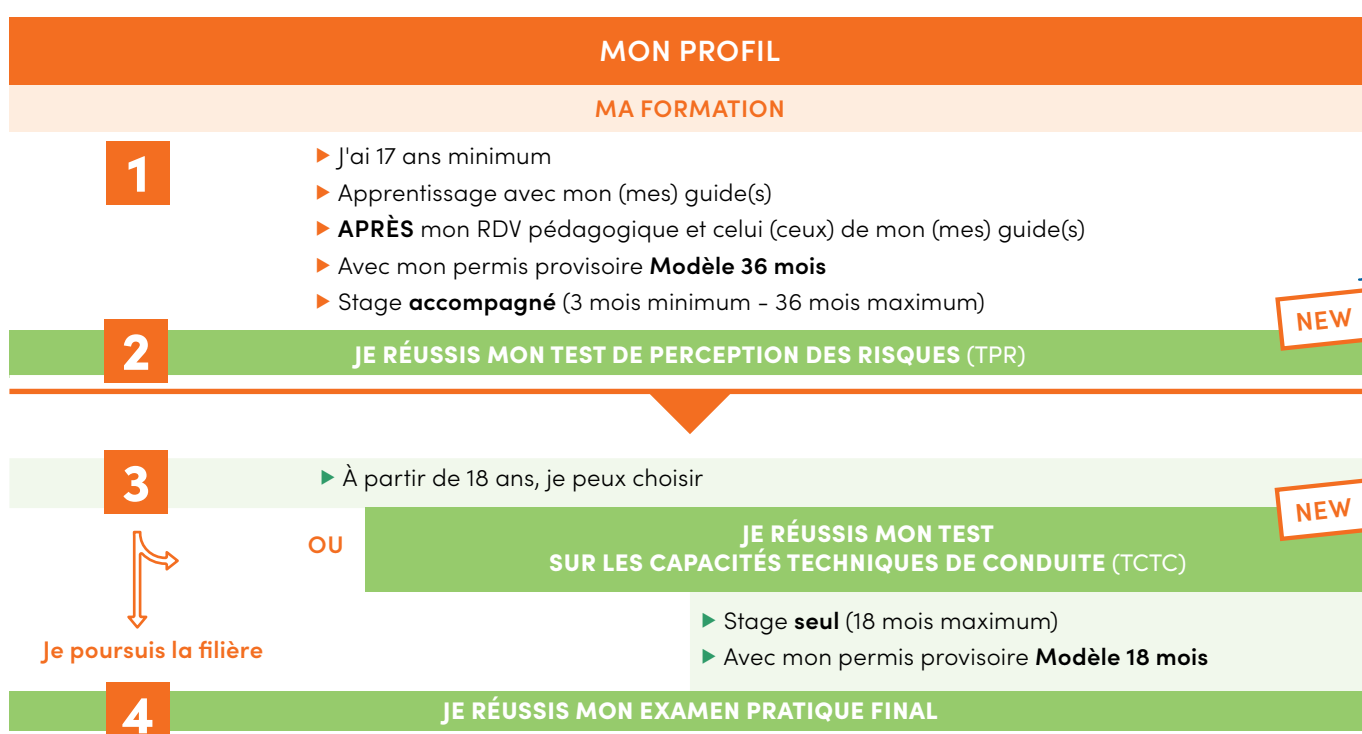 MON PROFIL
MA FORMATION
1
▶ J'ai 17 ans minimum
▶ Apprentissage avec mon (mes) guide(s)
▶ APRÈS mon RDV pédagogique et celui (ceux) de mon (mes) guide(s)
▶ Avec mon permis provisoire Modèle 36 mois
▶ Stage accompagné (3 mois minimum - 36 mois maximum)
NEW
2
JE RÉUSSIS MON TEST DE PERCEPTION DES RISQUES (TPR)
3
▶ À partir de 18 ans, je peux choisir
NEW
OU
JE RÉUSSIS MON TEST
SUR LES CAPACITÉS TECHNIQUES DE CONDUITE (TCTC)
▶ Stage seul (18 mois maximum)
Je poursuis la filière
▶ Avec mon permis provisoire Modèle 18 mois
4
JE RÉUSSIS MON EXAMEN PRATIQUE FINAL